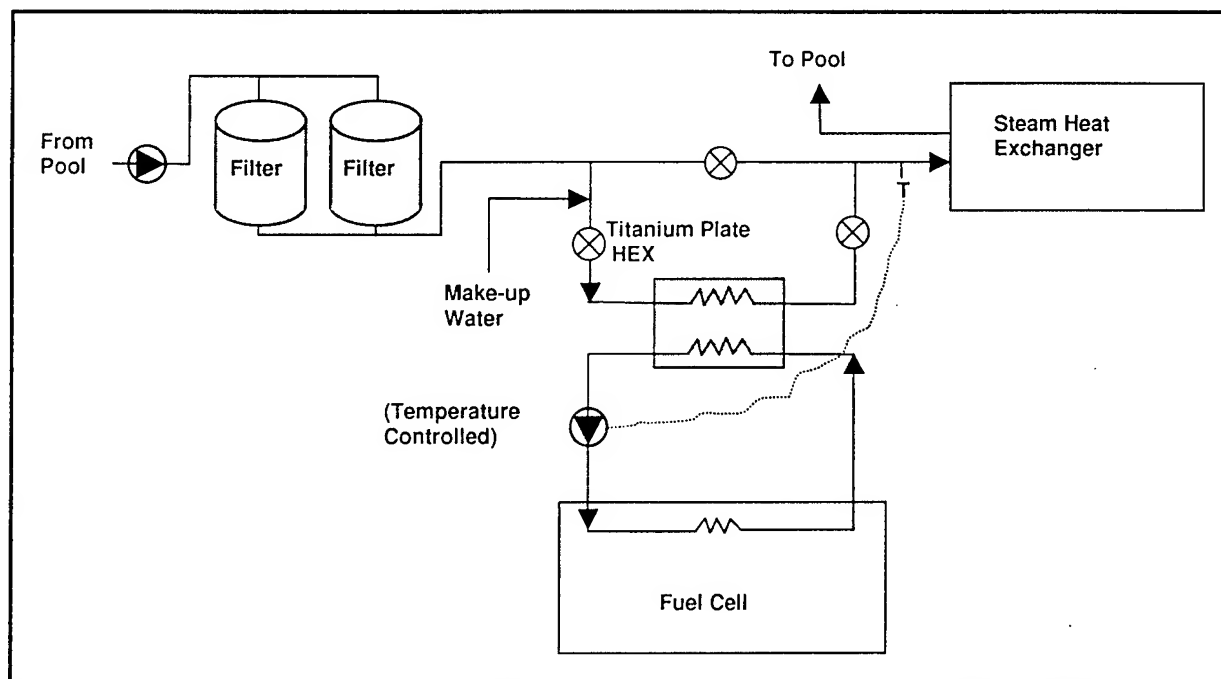 To Pool
Steam Heat
Exchanger
From
Pool
Filter
Filter
T
Titanium Plate
HEX
Make-up
Water
(Temperature
Controlled)
Fuel Cell